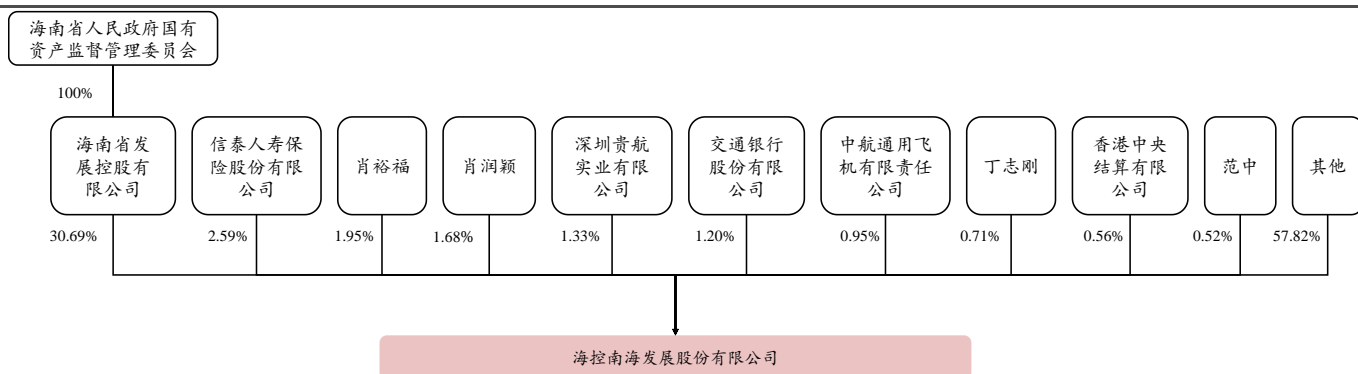 海南省人民政府国有
资产监督管理委员会
100%
海南省发
展控股有
限公司
信泰人寿保
险股份有限
公司
肖裕福
肖润颖
深圳贵航
实业有限
公司
交通银行
股份有限
公司
中航通用飞
机有限责任
公司
丁志刚
香港中央
结算有限
公司
范中
其他
30.69%
2.59%
1.95%
1.68%
1.33%
1.20%
0.95%
0.71%
0.56%
0.52%
57.82%
海控南海发展股份有限公司